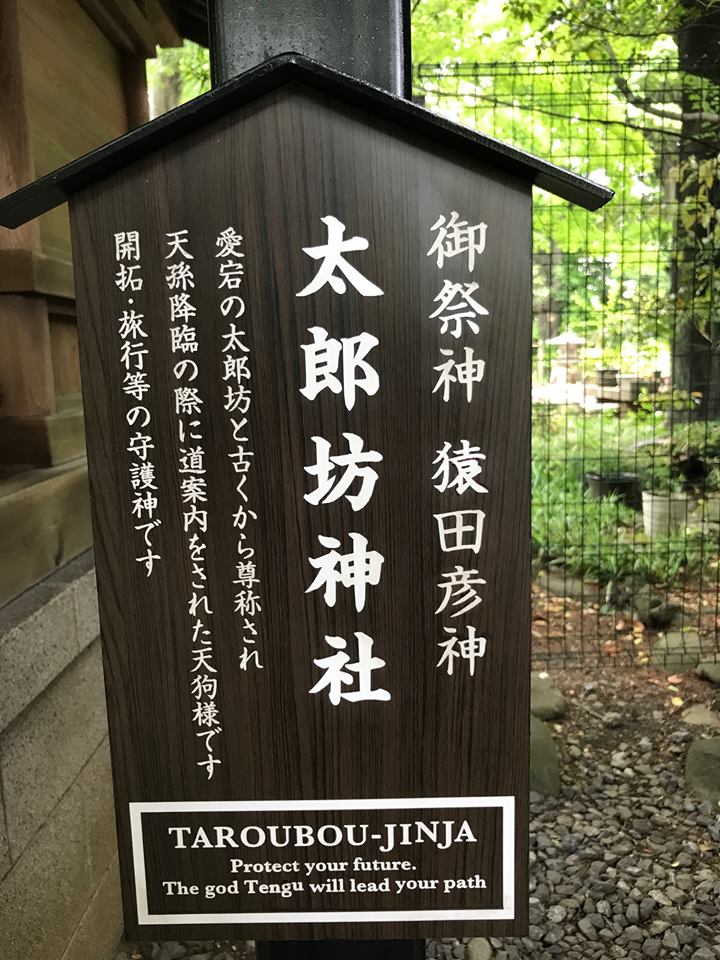 御祭神 猿田彦神
太郎坊神社
愛宕の太郎坊と古くから尊称され
天孫降臨の際に道案内をされた天狗様です
開拓・旅行等の守護神です
TAROUBOU-JINJA
Protect your future.
The god Tengu will lead your path